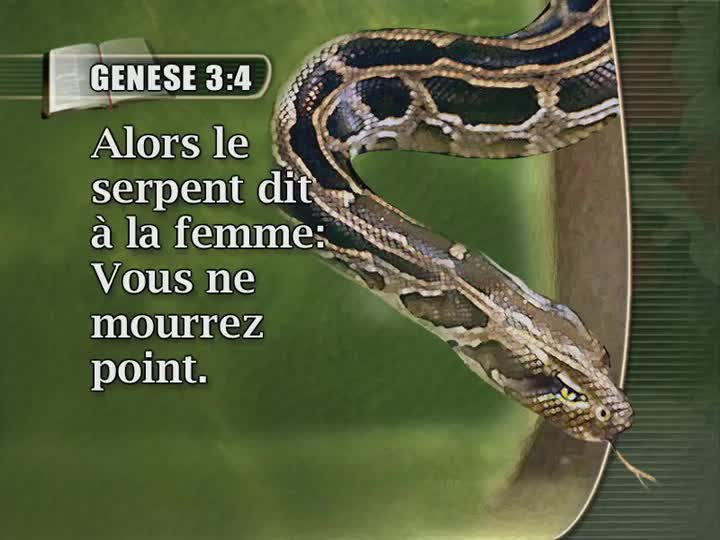 GENESE 3:4
Alors le
serpent dit
à la femme:
Vous ne
mourrez
point.